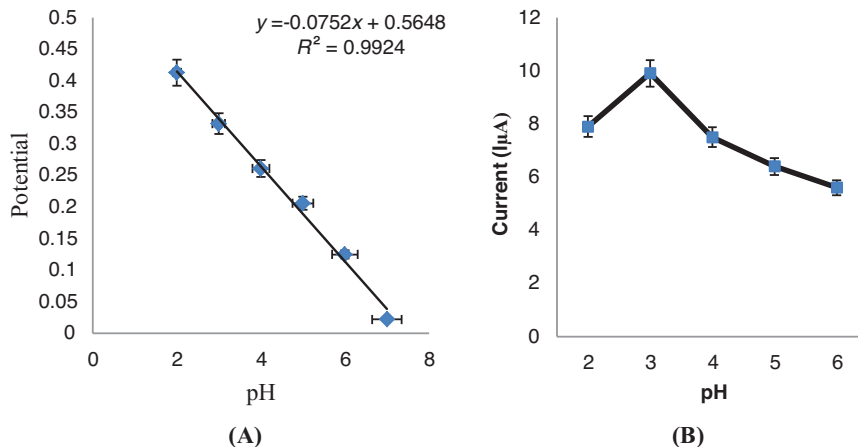 y =-0.0752x + 0.5648
R² = 0.9924
0.5
0.45
0.4
0.35
0.3
0.25
0.2
0.15
0.1
0.05
0
Potential
0 2 4 6 8
pH
(A)
12
10
8
6
4
2
0
Current (IµA)
2 3 4 5 6
pH
(B)